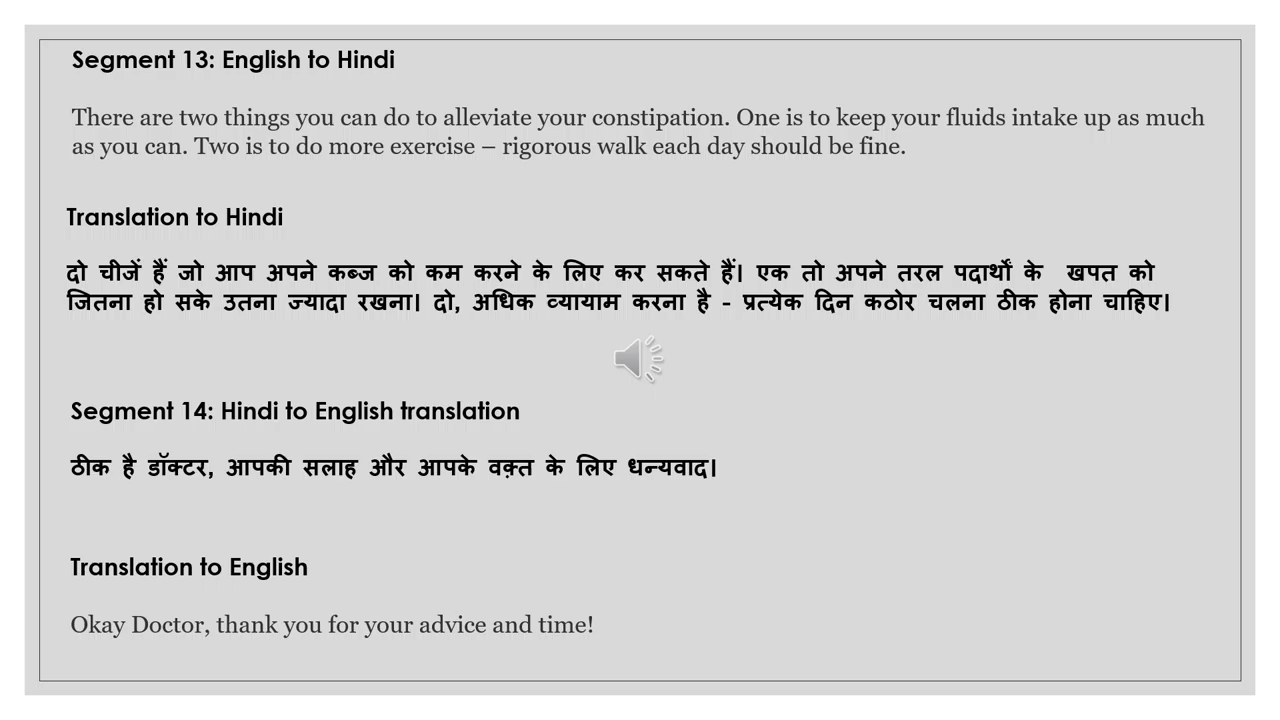 Segment 13: English to Hindi
There are two things you can do to alleviate your constipation. One is to keep your fluids intake up as much
as you can. Two is to do more exercise – rigorous walk each day should be fine.
Translation to Hindi
दो चीजें हैं जो आप अपने कब्ज को कम करने के लिए कर सकते हैं। एक तो अपने तरल पदार्थों के खपत को
जितना हो सके उतना ज्यादा रखना। दो, अधिक व्यायाम करना है - प्रत्येक दिन कठोर चलना ठीक होना चाहिए।
Segment 14: Hindi to English translation
ठीक है डॉक्टर, आपकी सलाह और आपके वक़्त के लिए धन्यवाद।
Translation to English
Okay Doctor, thank you for your advice and time!